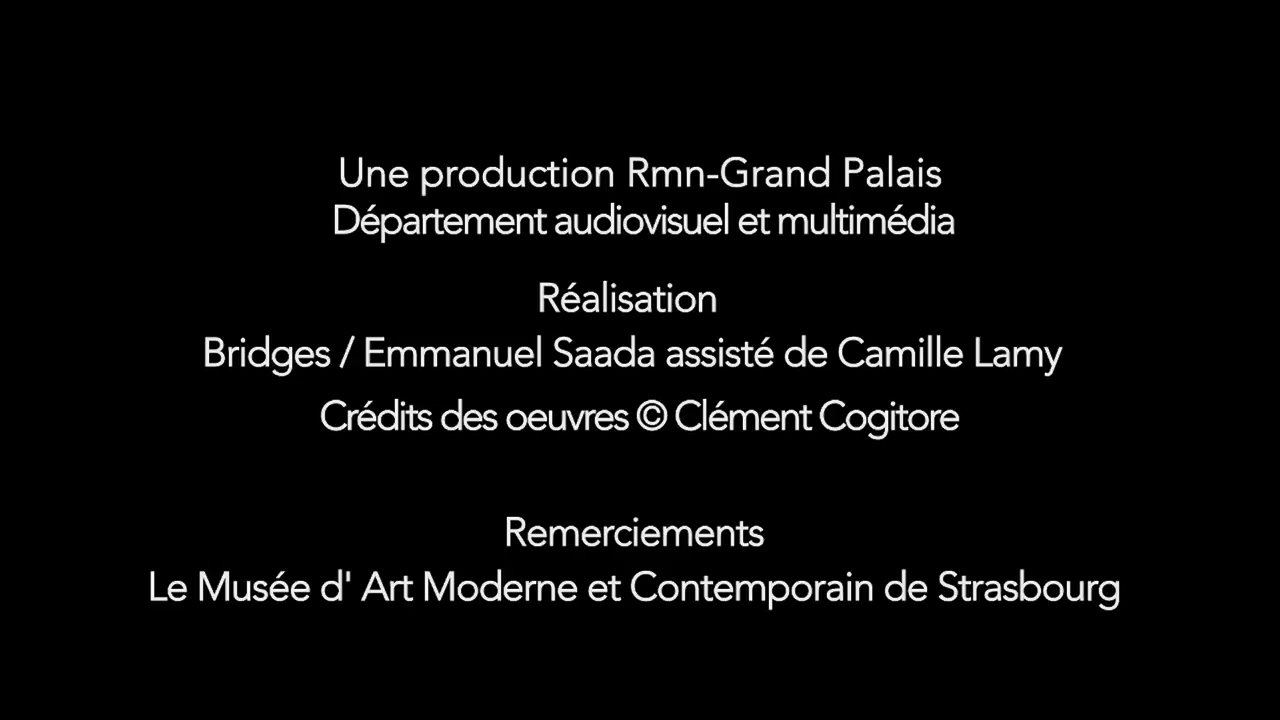 Une production Rmn-Grand Palais
Département audiovisuel et multimédia
Réalisation
Bridges / Emmanuel Saada assisté de Camille Lamy
Crédits des oeuvres © Clément Cogitore
Remerciements
Le Musée d' Art Moderne et Contemporain de Strasbourg